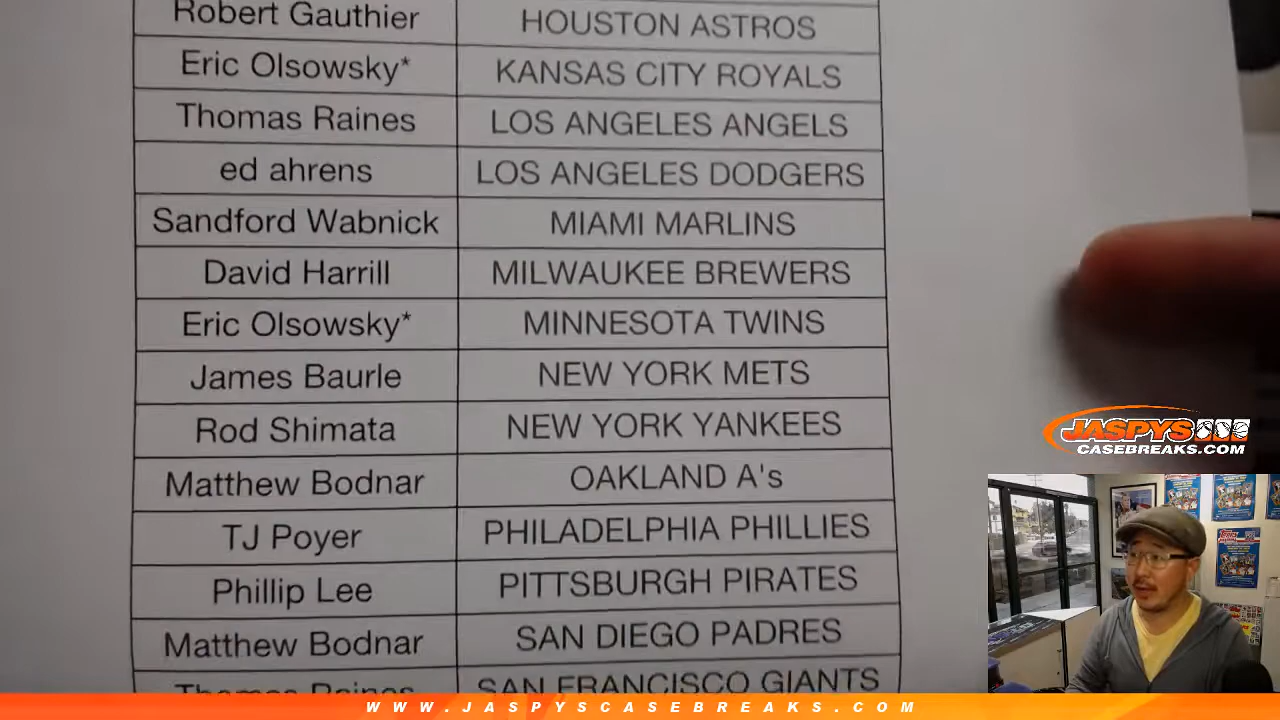 Robert Gauthier HOUSTON ASTROS
Eric Olsowsky* KANSAS CITY ROYALS
Thomas Raines LOS ANGELES ANGELS
ed ahrens LOS ANGELES DODGERS
Sandford Wabnick MIAMI MARLINS
David Harrill MILWAUKEE BREWERS
Eric Olsowsky* MINNESOTA TWINS
James Baurle NEW YORK METS
Rod Shimata NEW YORK YANKEES
Matthew Bodnar OAKLAND A's
TJ Poyer PHILADELPHIA PHILLIES
Phillip Lee PITTSBURGH PIRATES
Matthew Bodnar SAN DIEGO PADRES
Thomas Raines SAN FRANCISCO GIANTS
JASPYS
CASEBREAKS.COM
WWW.JASPYSCASEBREAKS.COM